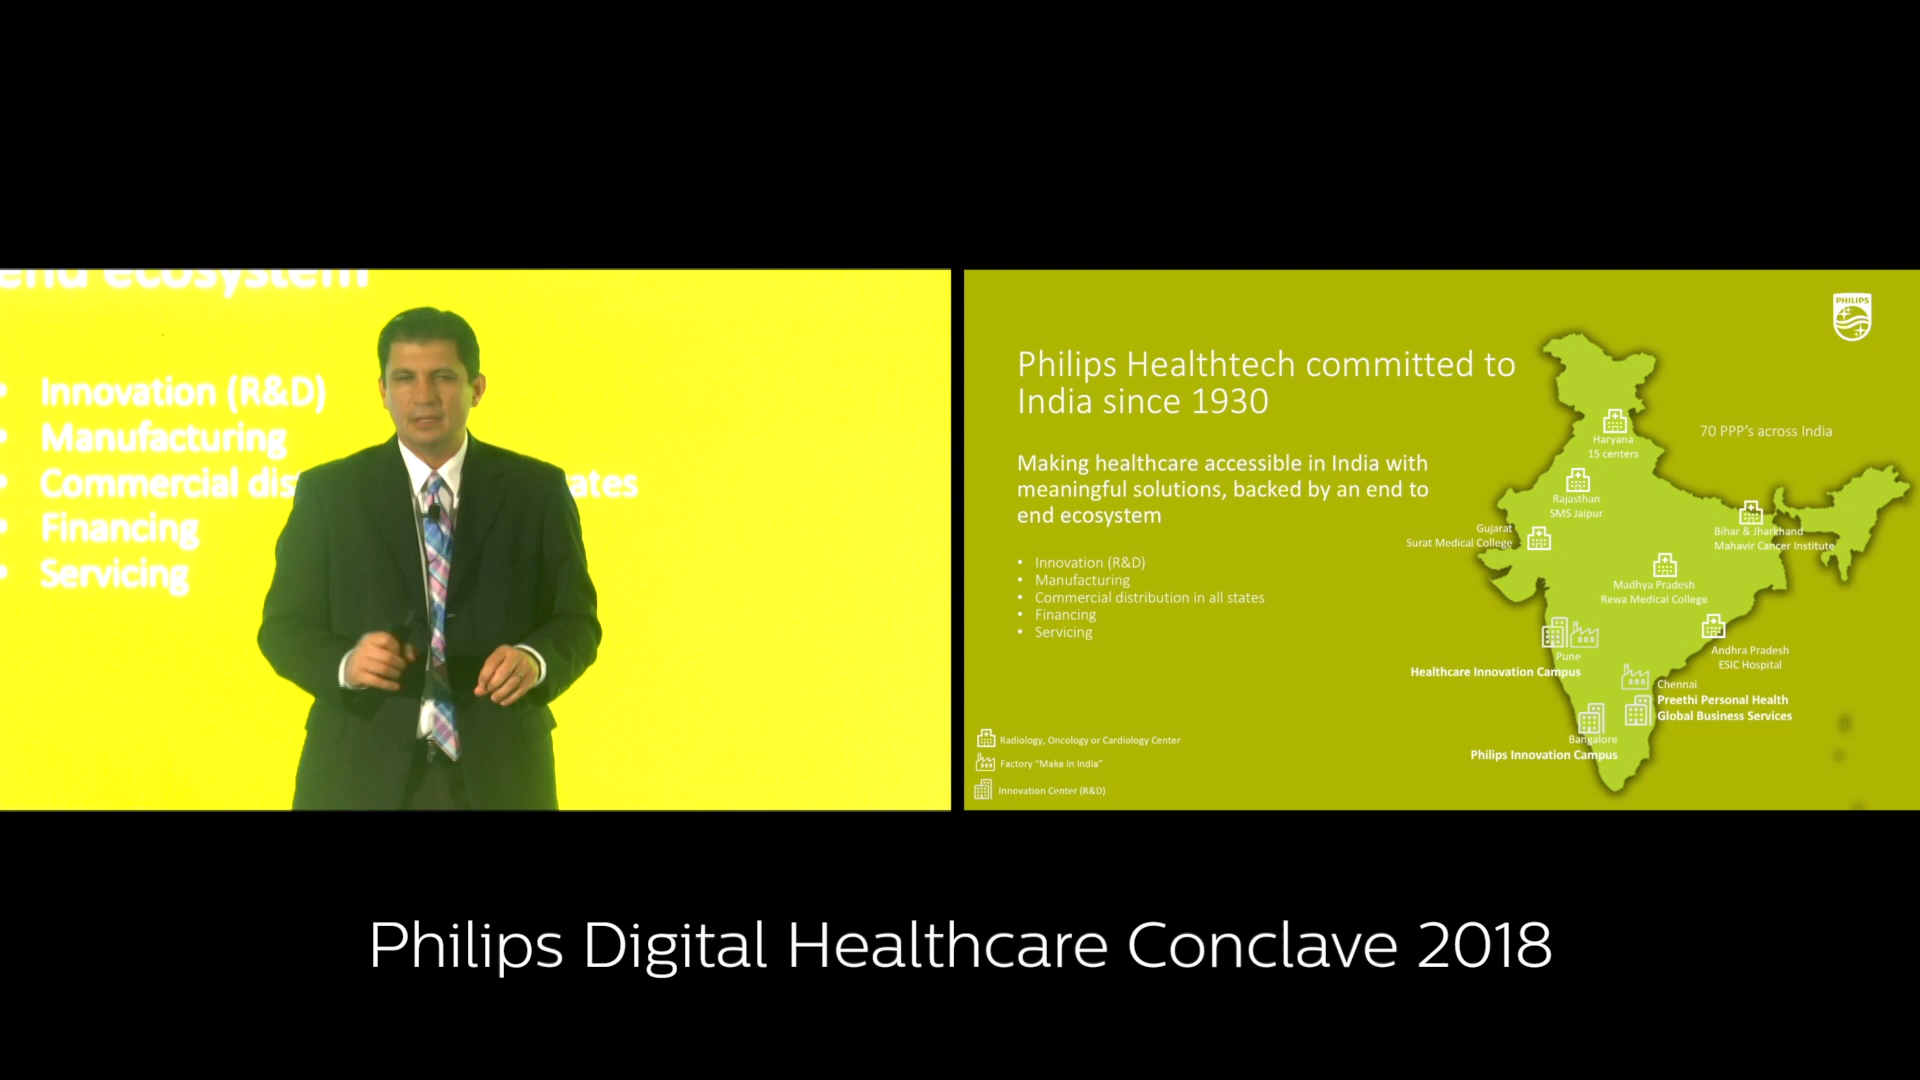 end ecosystem
• Innovation (R&D)
• Manufacturing
• Commercial dis ates
• Financing
• Servicing
PHILIPS
Philips Healthtech committed to
India since 1930
Making healthcare accessible in India with
meaningful solutions, backed by an end to
end ecosystem
• Innovation (R&D)
• Manufacturing
• Commercial distribution in all states
• Financing
• Servicing
70 PPP's across India
Haryana
15 centers
Rajasthan
SMS Jaipur
Gujarat
Surat Medical College
Bihar & Jharkhand
Mahavir Cancer Institute
Madhya Pradesh
Rewa Medical College
Andhra Pradesh
ESIC Hospital
Pune
Healthcare Innovation Campus
Chennai
Preethi Personal Health
Global Business Services
Bangalore
Philips Innovation Campus
Radiology, Oncology or Cardiology Center
Factory "Make in India"
Innovation Center (R&D)
Philips Digital Healthcare Conclave 2018